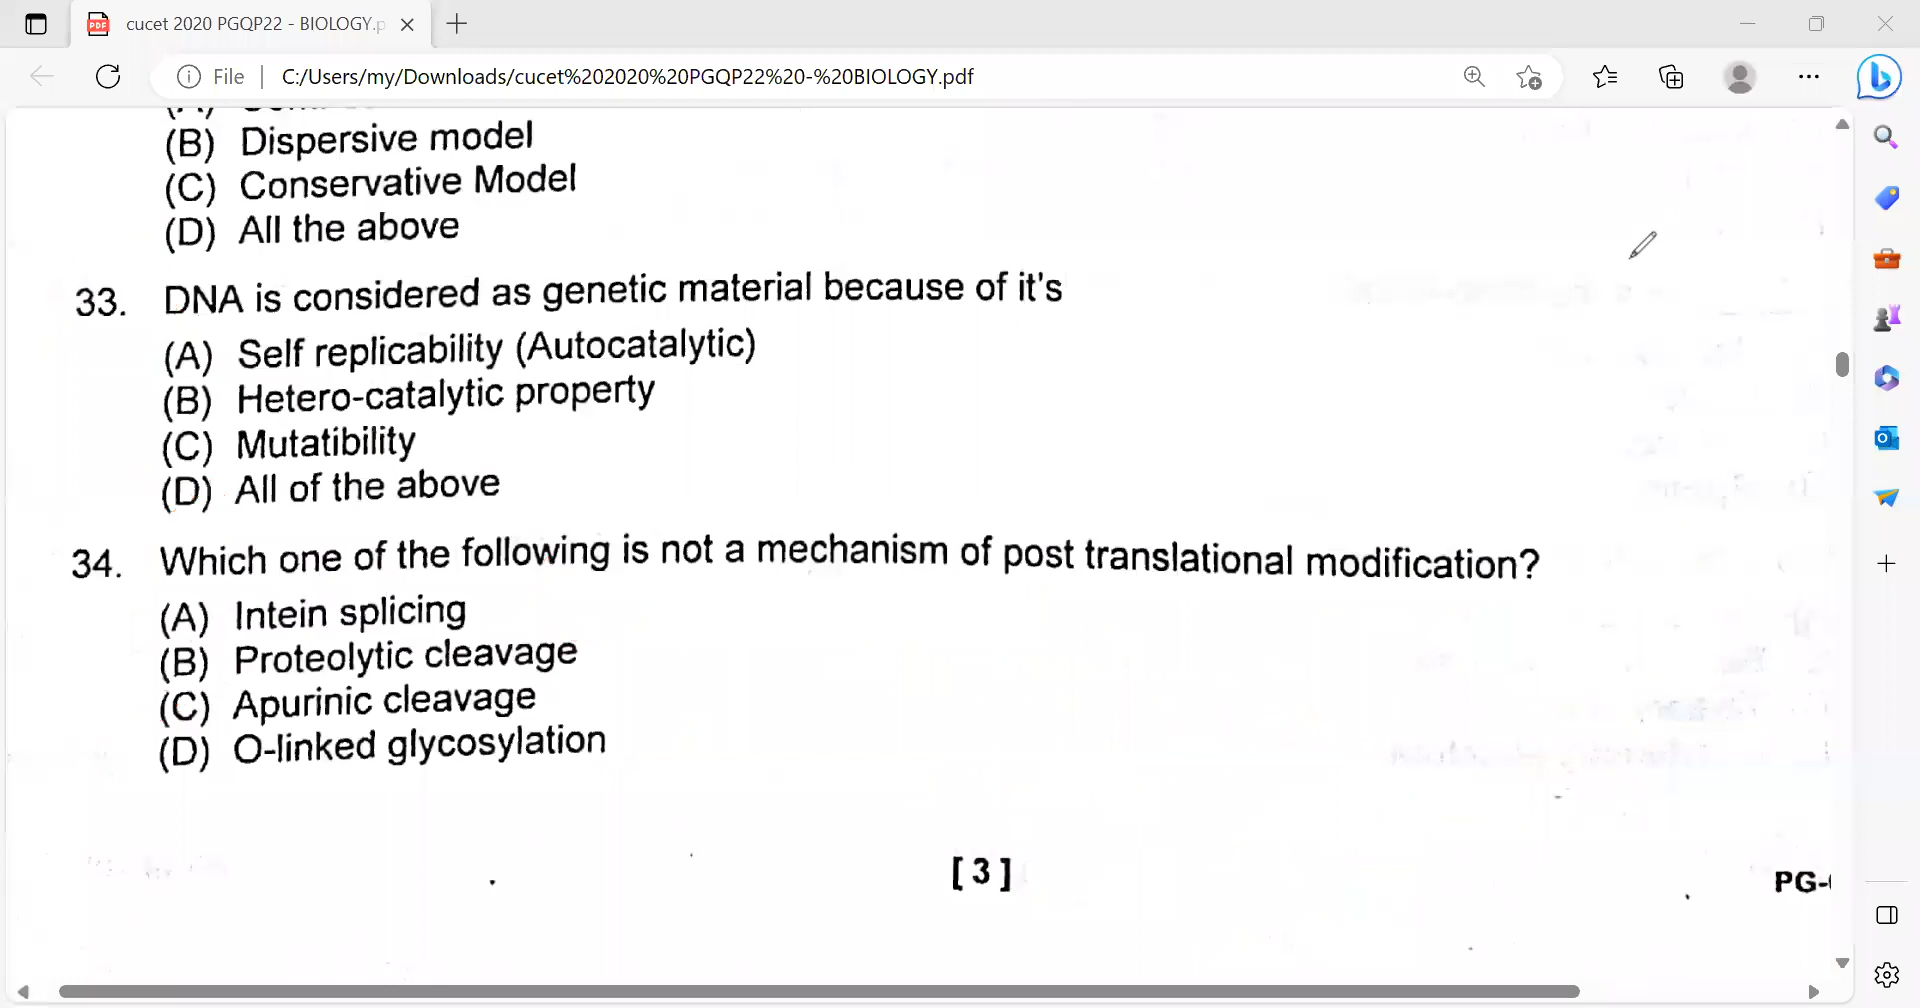 cucet 2020 PGQP22 - BIOLOGY.p
File
C:/Users/my/Downloads/cucet%202020%20PGQP22%20-%20BIOLOGY.pdf
(B) Dispersive model
(C) Conservative Model
(D) All the above
33. DNA is considered as genetic material because of it's
(A) Self replicability (Autocatalytic)
(B) Hetero-catalytic property
(C) Mutatibility
(D) All of the above
34. Which one of the following is not a mechanism of post translational modification?
(A) Intein splicing
(B) Proteolytic cleavage
(C) Apurinic cleavage
(D) O-linked glycosylation
[ 3 ]
PG-